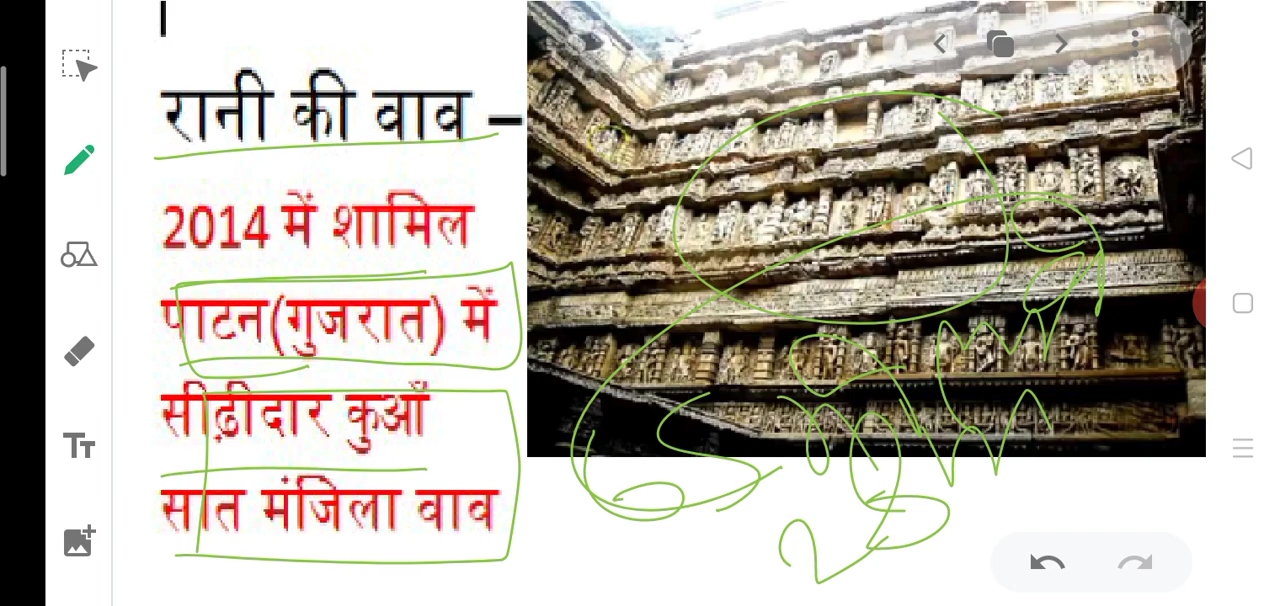 रानी की वाव –
2014 में शामिल
पाटन(गुजरात) में
सीढ़ीदार कुआँ
सात मंजिला वाव